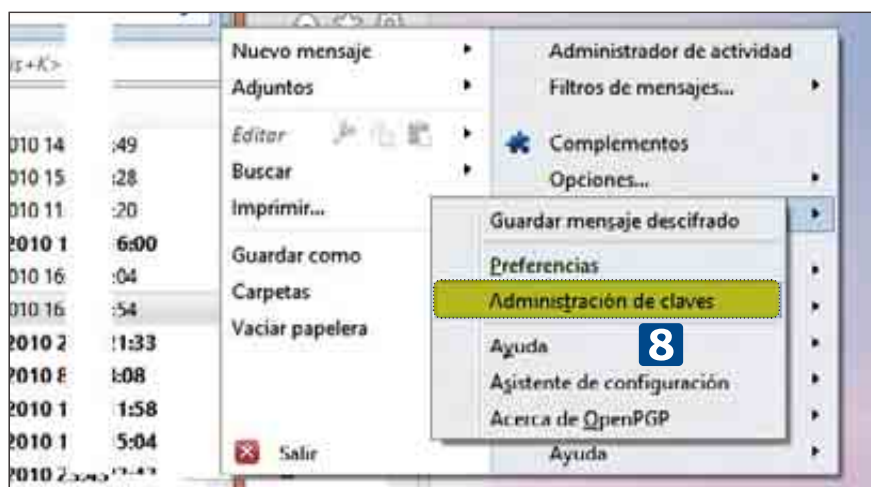 is+K>
010 14 :49
010 15 :28
010 11 :20
2010 1 6:00
010 16 :04
010 16 :54
2010 2 1:33
2010 8 :08
2010 1 1:58
2010 1 5:04
Nuevo mensaje
Adjuntos
Editar
Buscar
Imprimir...
Guardar como
Carpetas
Vaciar papelera
Salir
Administrador de actividad
Filtros de mensajes...
Complementos
Opciones...
Guardar mensaje descifrado
Preferencias
Administración de claves
8
Ayuda
Asistente de configuración
Acerca de OpenPGP
Ayuda